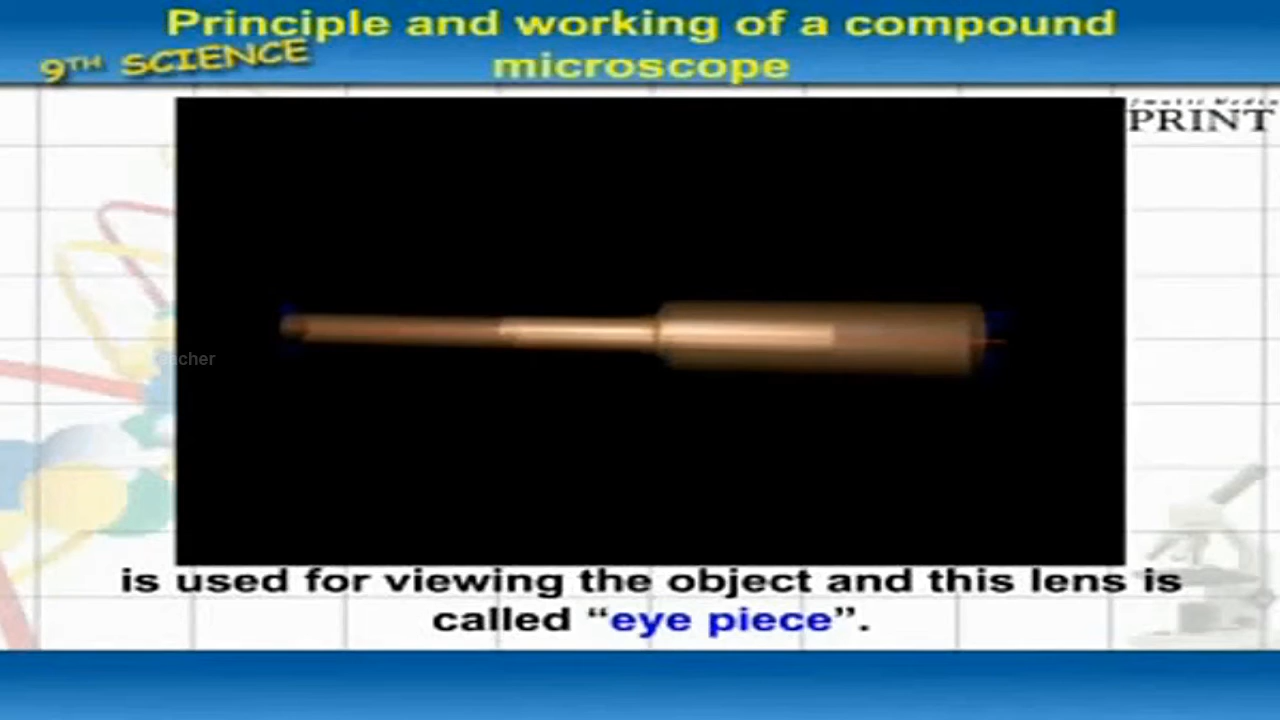 Principle and working of a compound
microscope
9TH SCIENCE
PRINT
is used for viewing the object and this lens is
called “eye piece”.